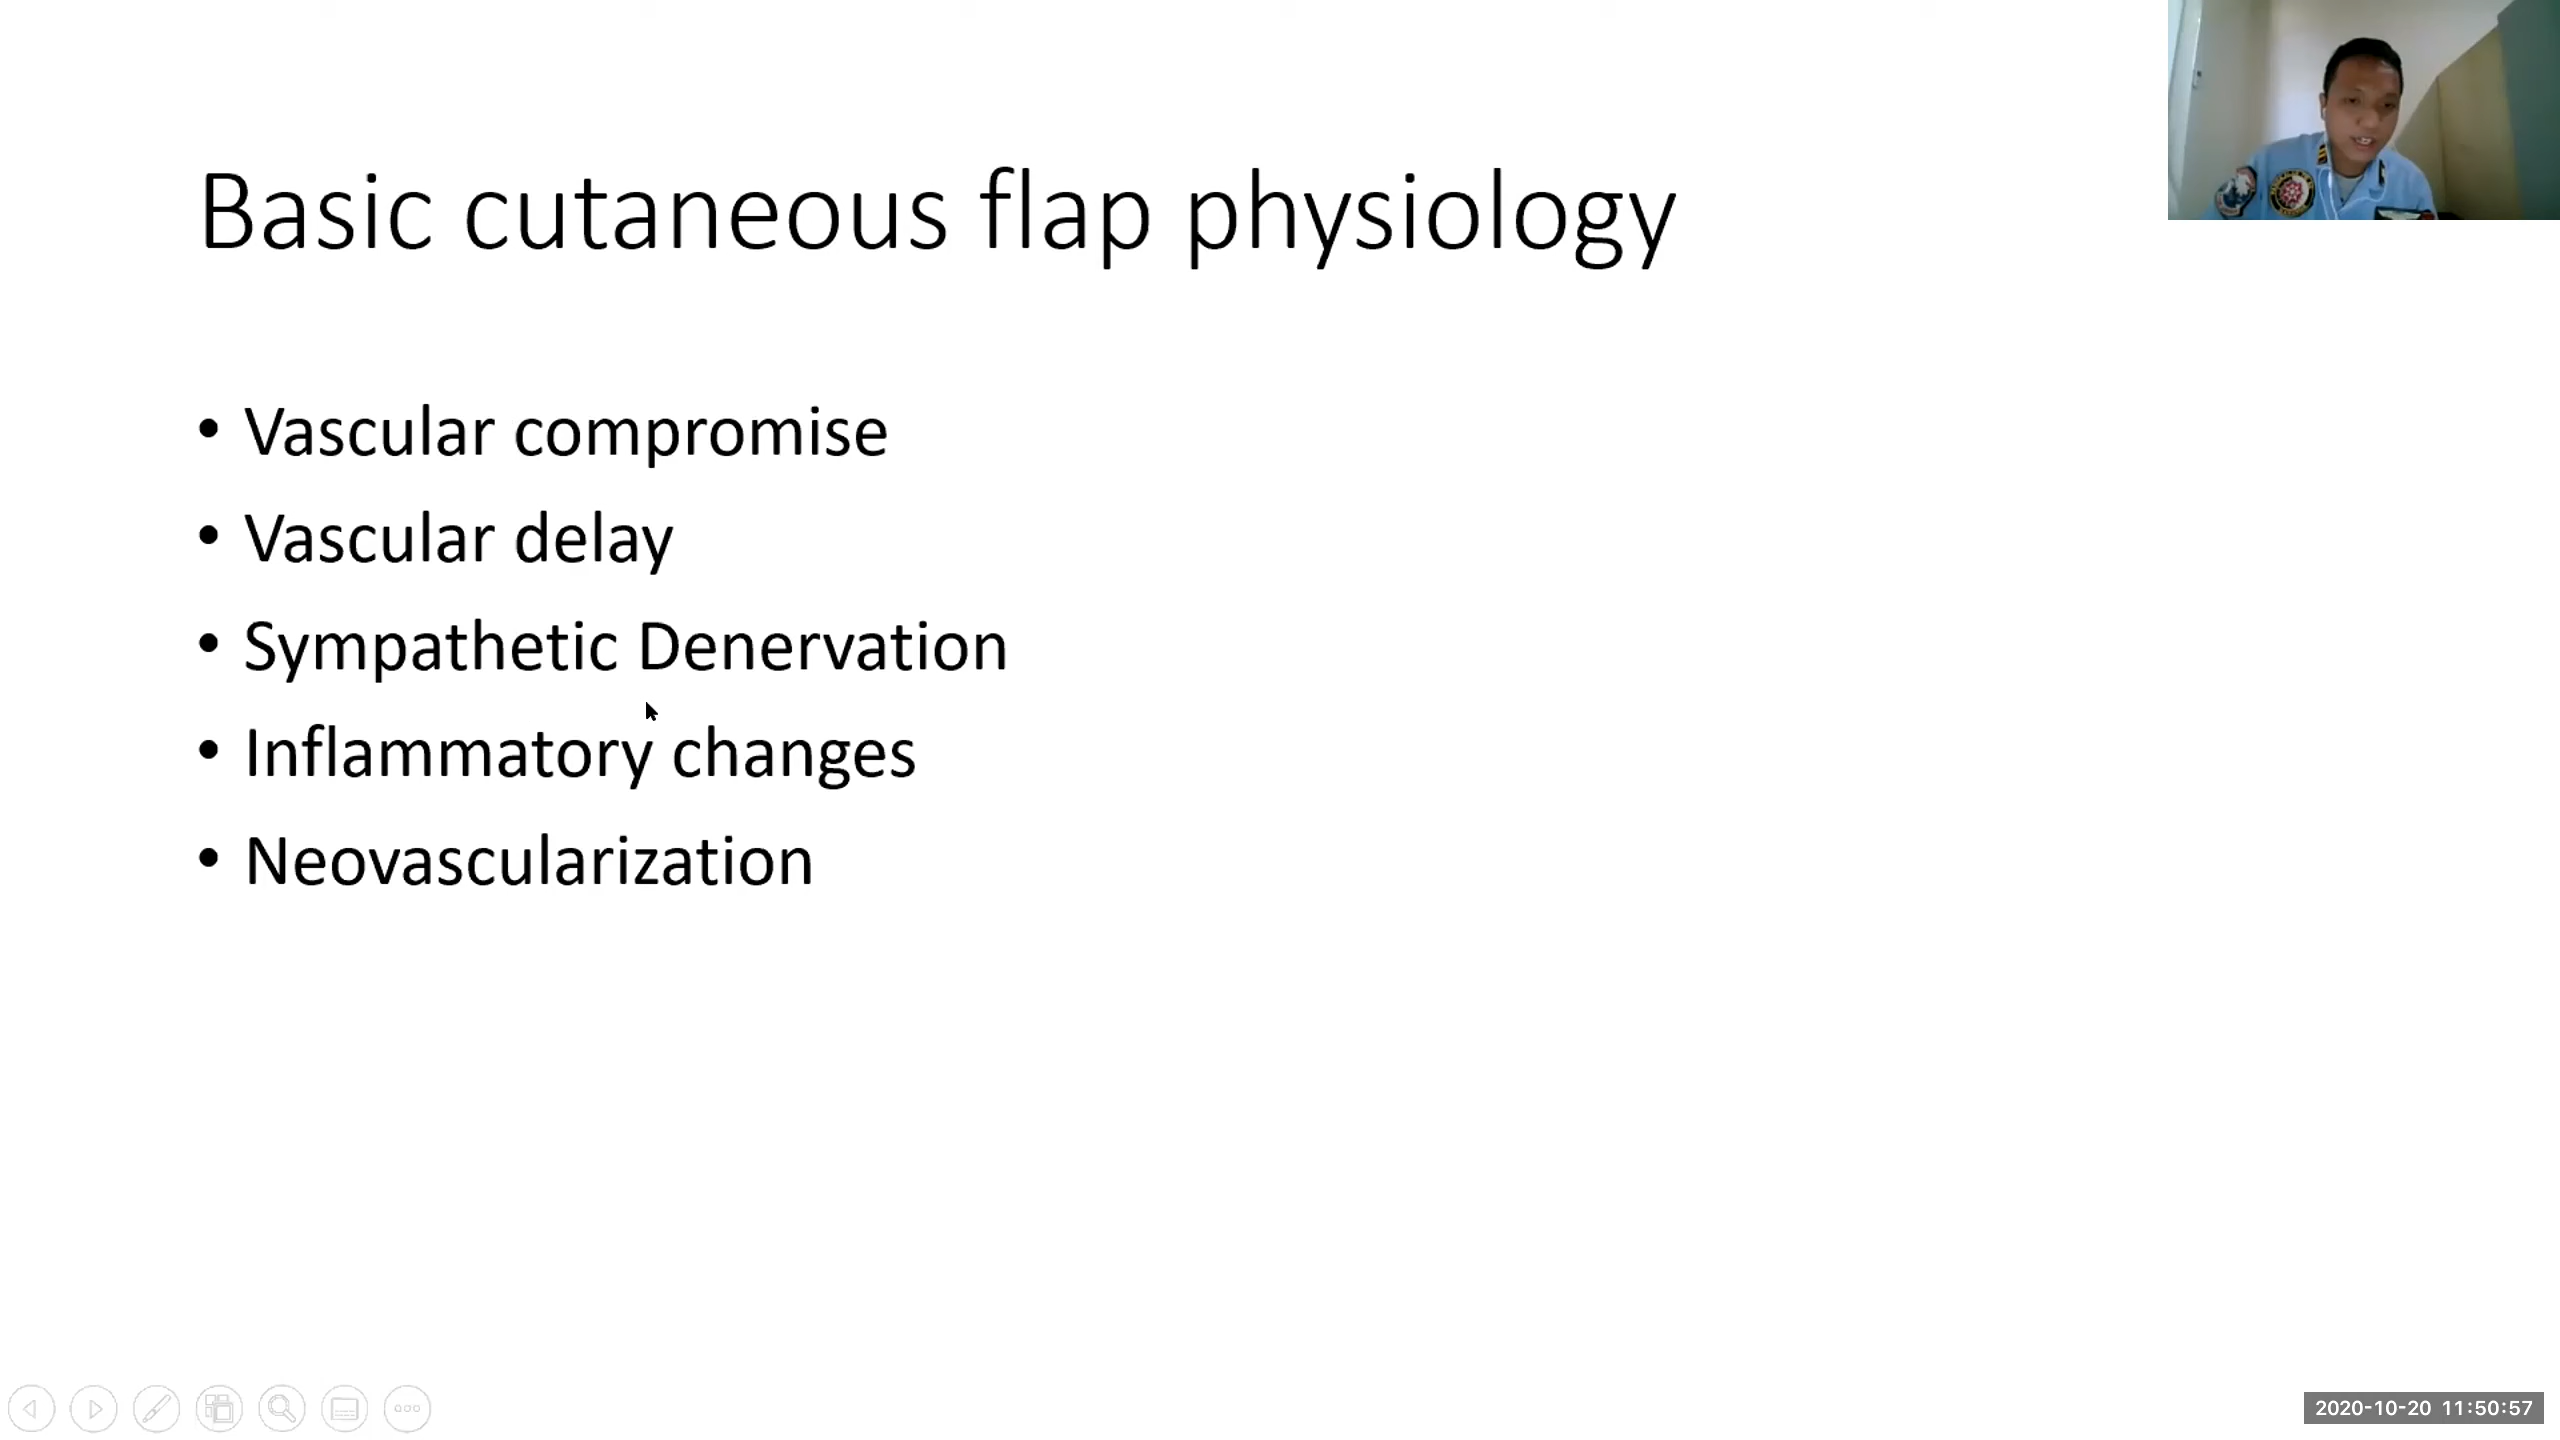 Basic cutaneous flap physiology
• Vascular compromise
• Vascular delay
• Sympathetic Denervation
• Inflammatory changes
• Neovascularization
2020-10-20 11:50:57